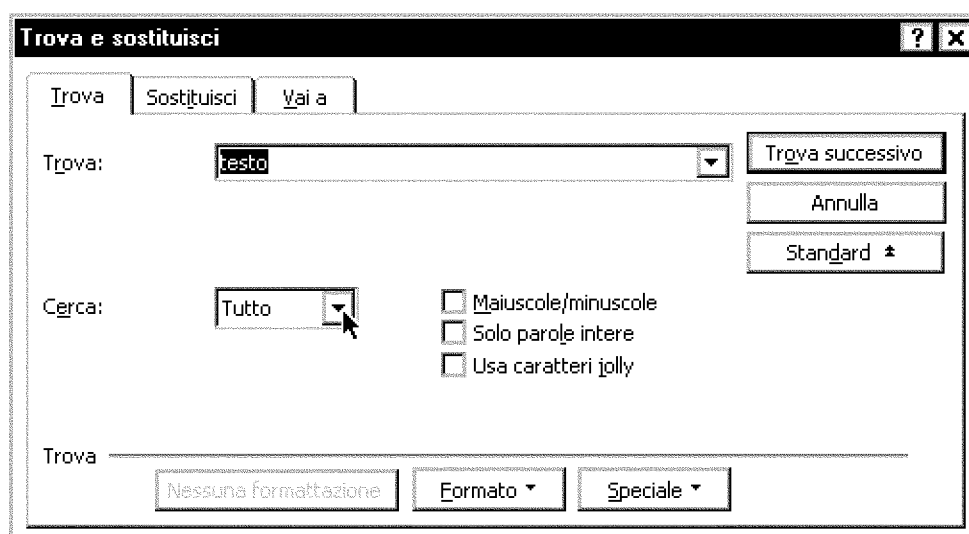 Trova e sostituisci
Trova Sostituisci Vai a
Trova: testo Trova successivo
Annulla
Standard
Cerca: Tutto Maiuscole/minuscole
Solo parole intere
Usa caratteri jolly
Trova
Nessuna formattazione Formato Speciale